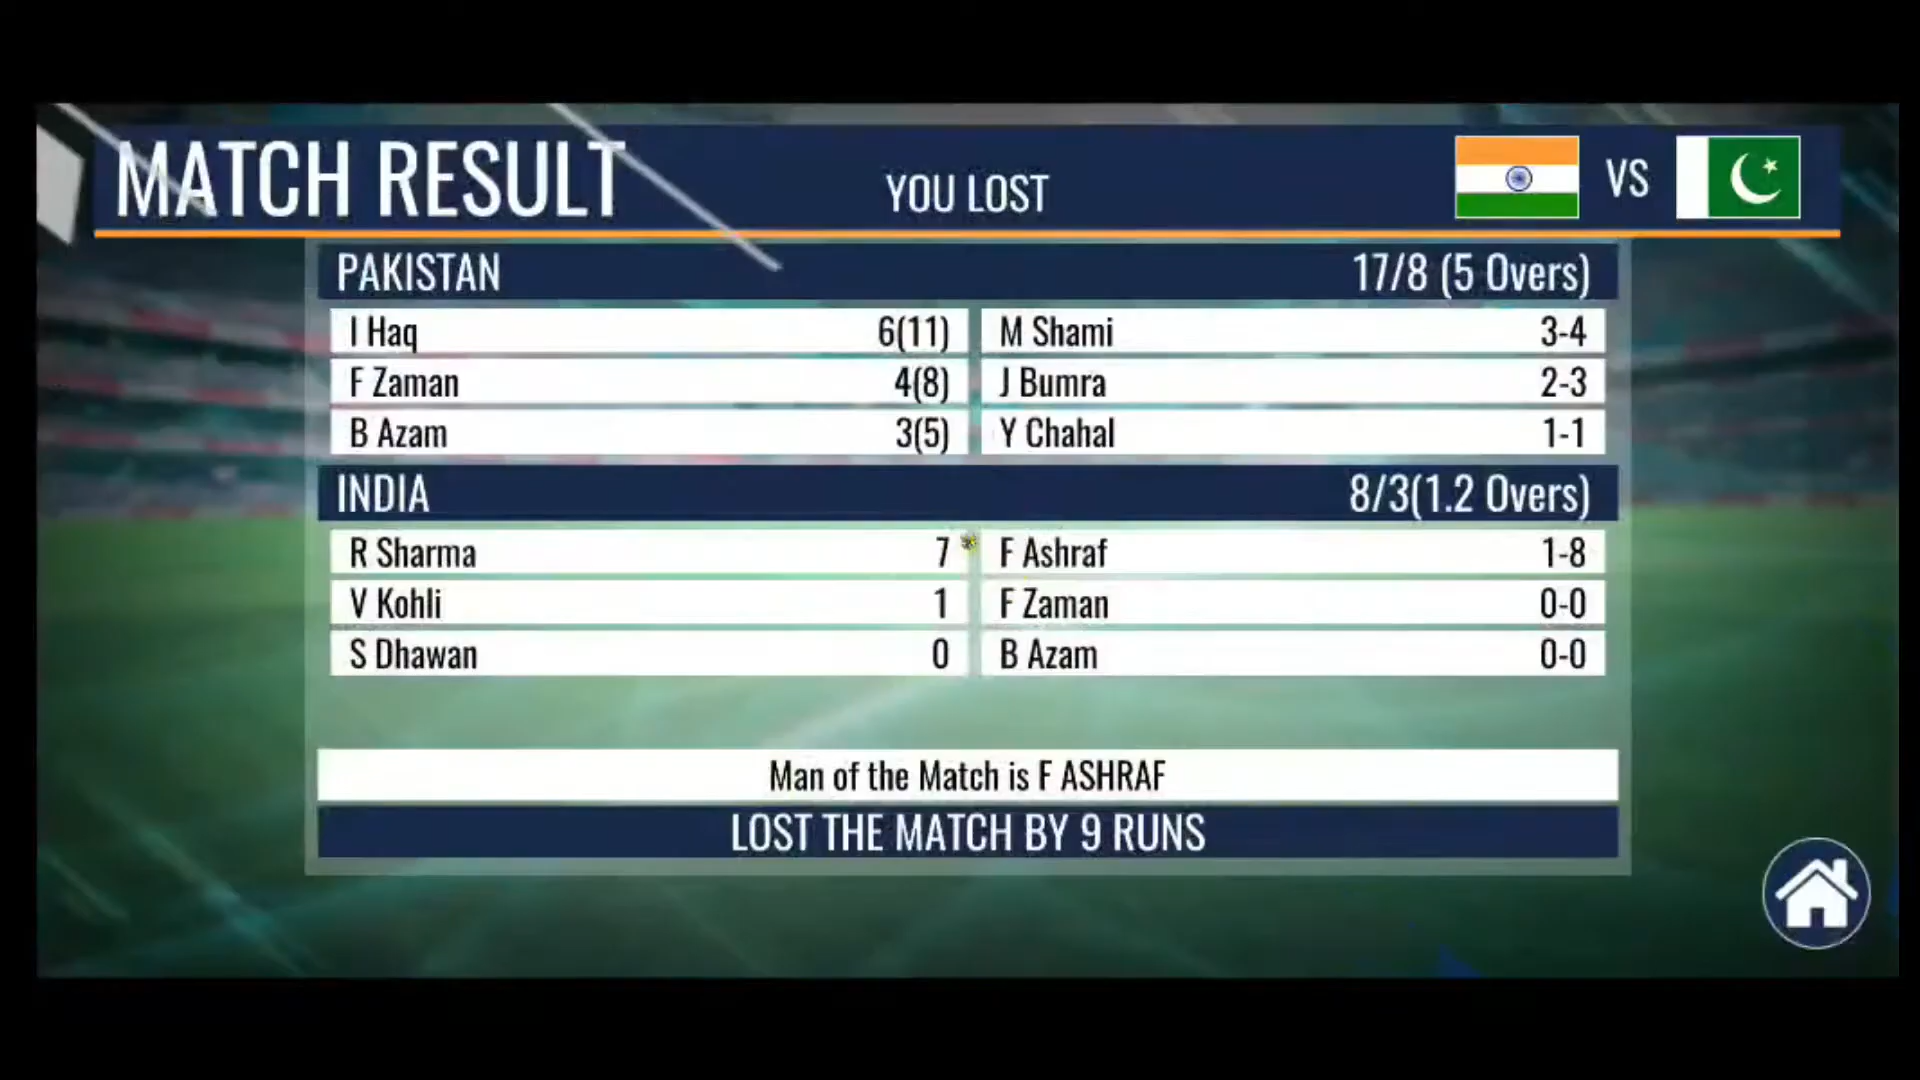 MATCH RESULT YOU LOST VS
PAKISTAN 17/8 (5 Overs)
I Haq 6(11) M Shami 3-4
F Zaman 4(8) J Bumra 2-3
B Azam 3(5) Y Chahal 1-1
INDIA 8/3(1.2 Overs)
R Sharma 7 F Ashraf 1-8
V Kohli 1 F Zaman 0-0
S Dhawan 0 B Azam 0-0
Man of the Match is F ASHRAF
LOST THE MATCH BY 9 RUNS